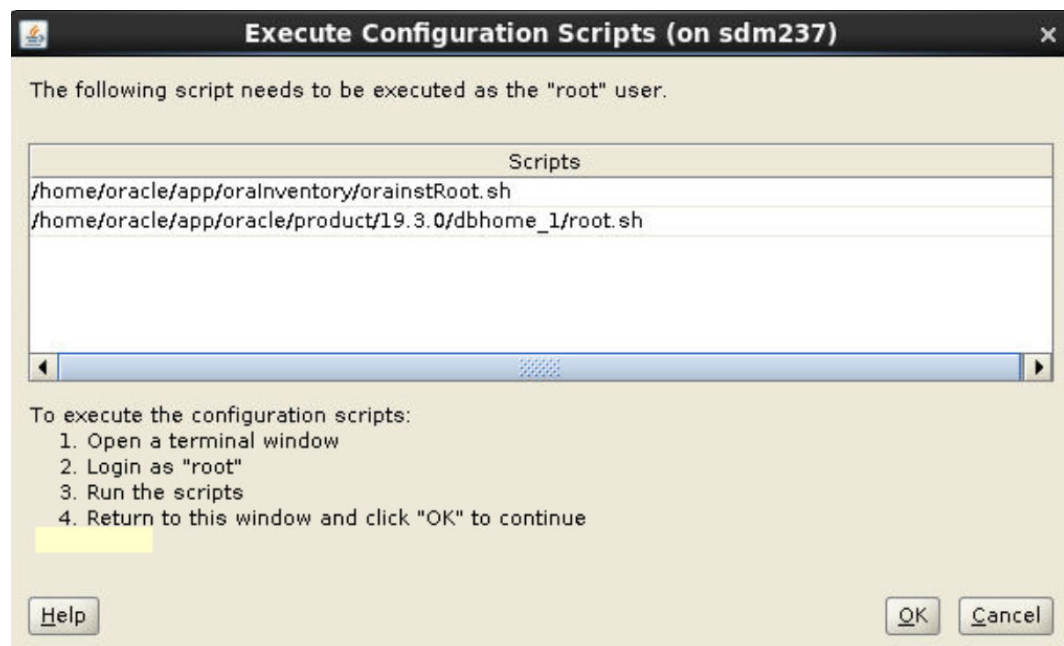 Execute Configuration Scripts (on sdm237)
The following script needs to be executed as the "root" user.
Scripts
/home/oracle/app/oraInventory/orainstRoot.sh
/home/oracle/app/oracle/product/19.3.0/dbhome_1/root.sh
To execute the configuration scripts:
1. Open a terminal window
2. Login as "root"
3. Run the scripts
4. Return to this window and click "OK" to continue
Help
OK
Cancel